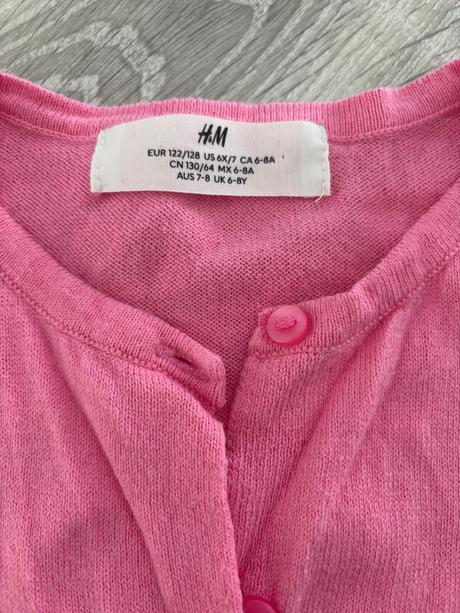 H&M
EUR 122/128 US 6X/7 CA 6-8A
CN 130/64 MX 6-8A
AUS 7-8 UK 6-8Y